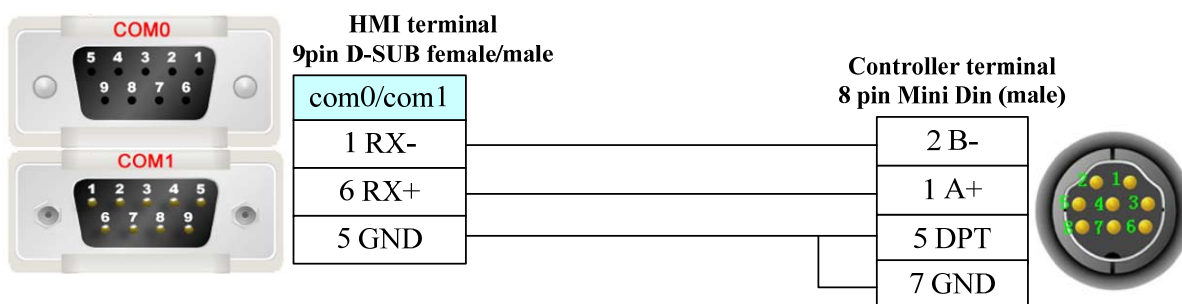 COM0
5 4 3 2 1
9 8 7 6
COM1
1 2 3 4 5
6 7 8 9
HMI terminal
9pin D-SUB female/male
com0/com1
1 RX-
6 RX+
5 GND
Controller terminal
8 pin Mini Din (male)
2 B-
1 A+
5 DPT
7 GND
2 1
5 4 3
8 7 6